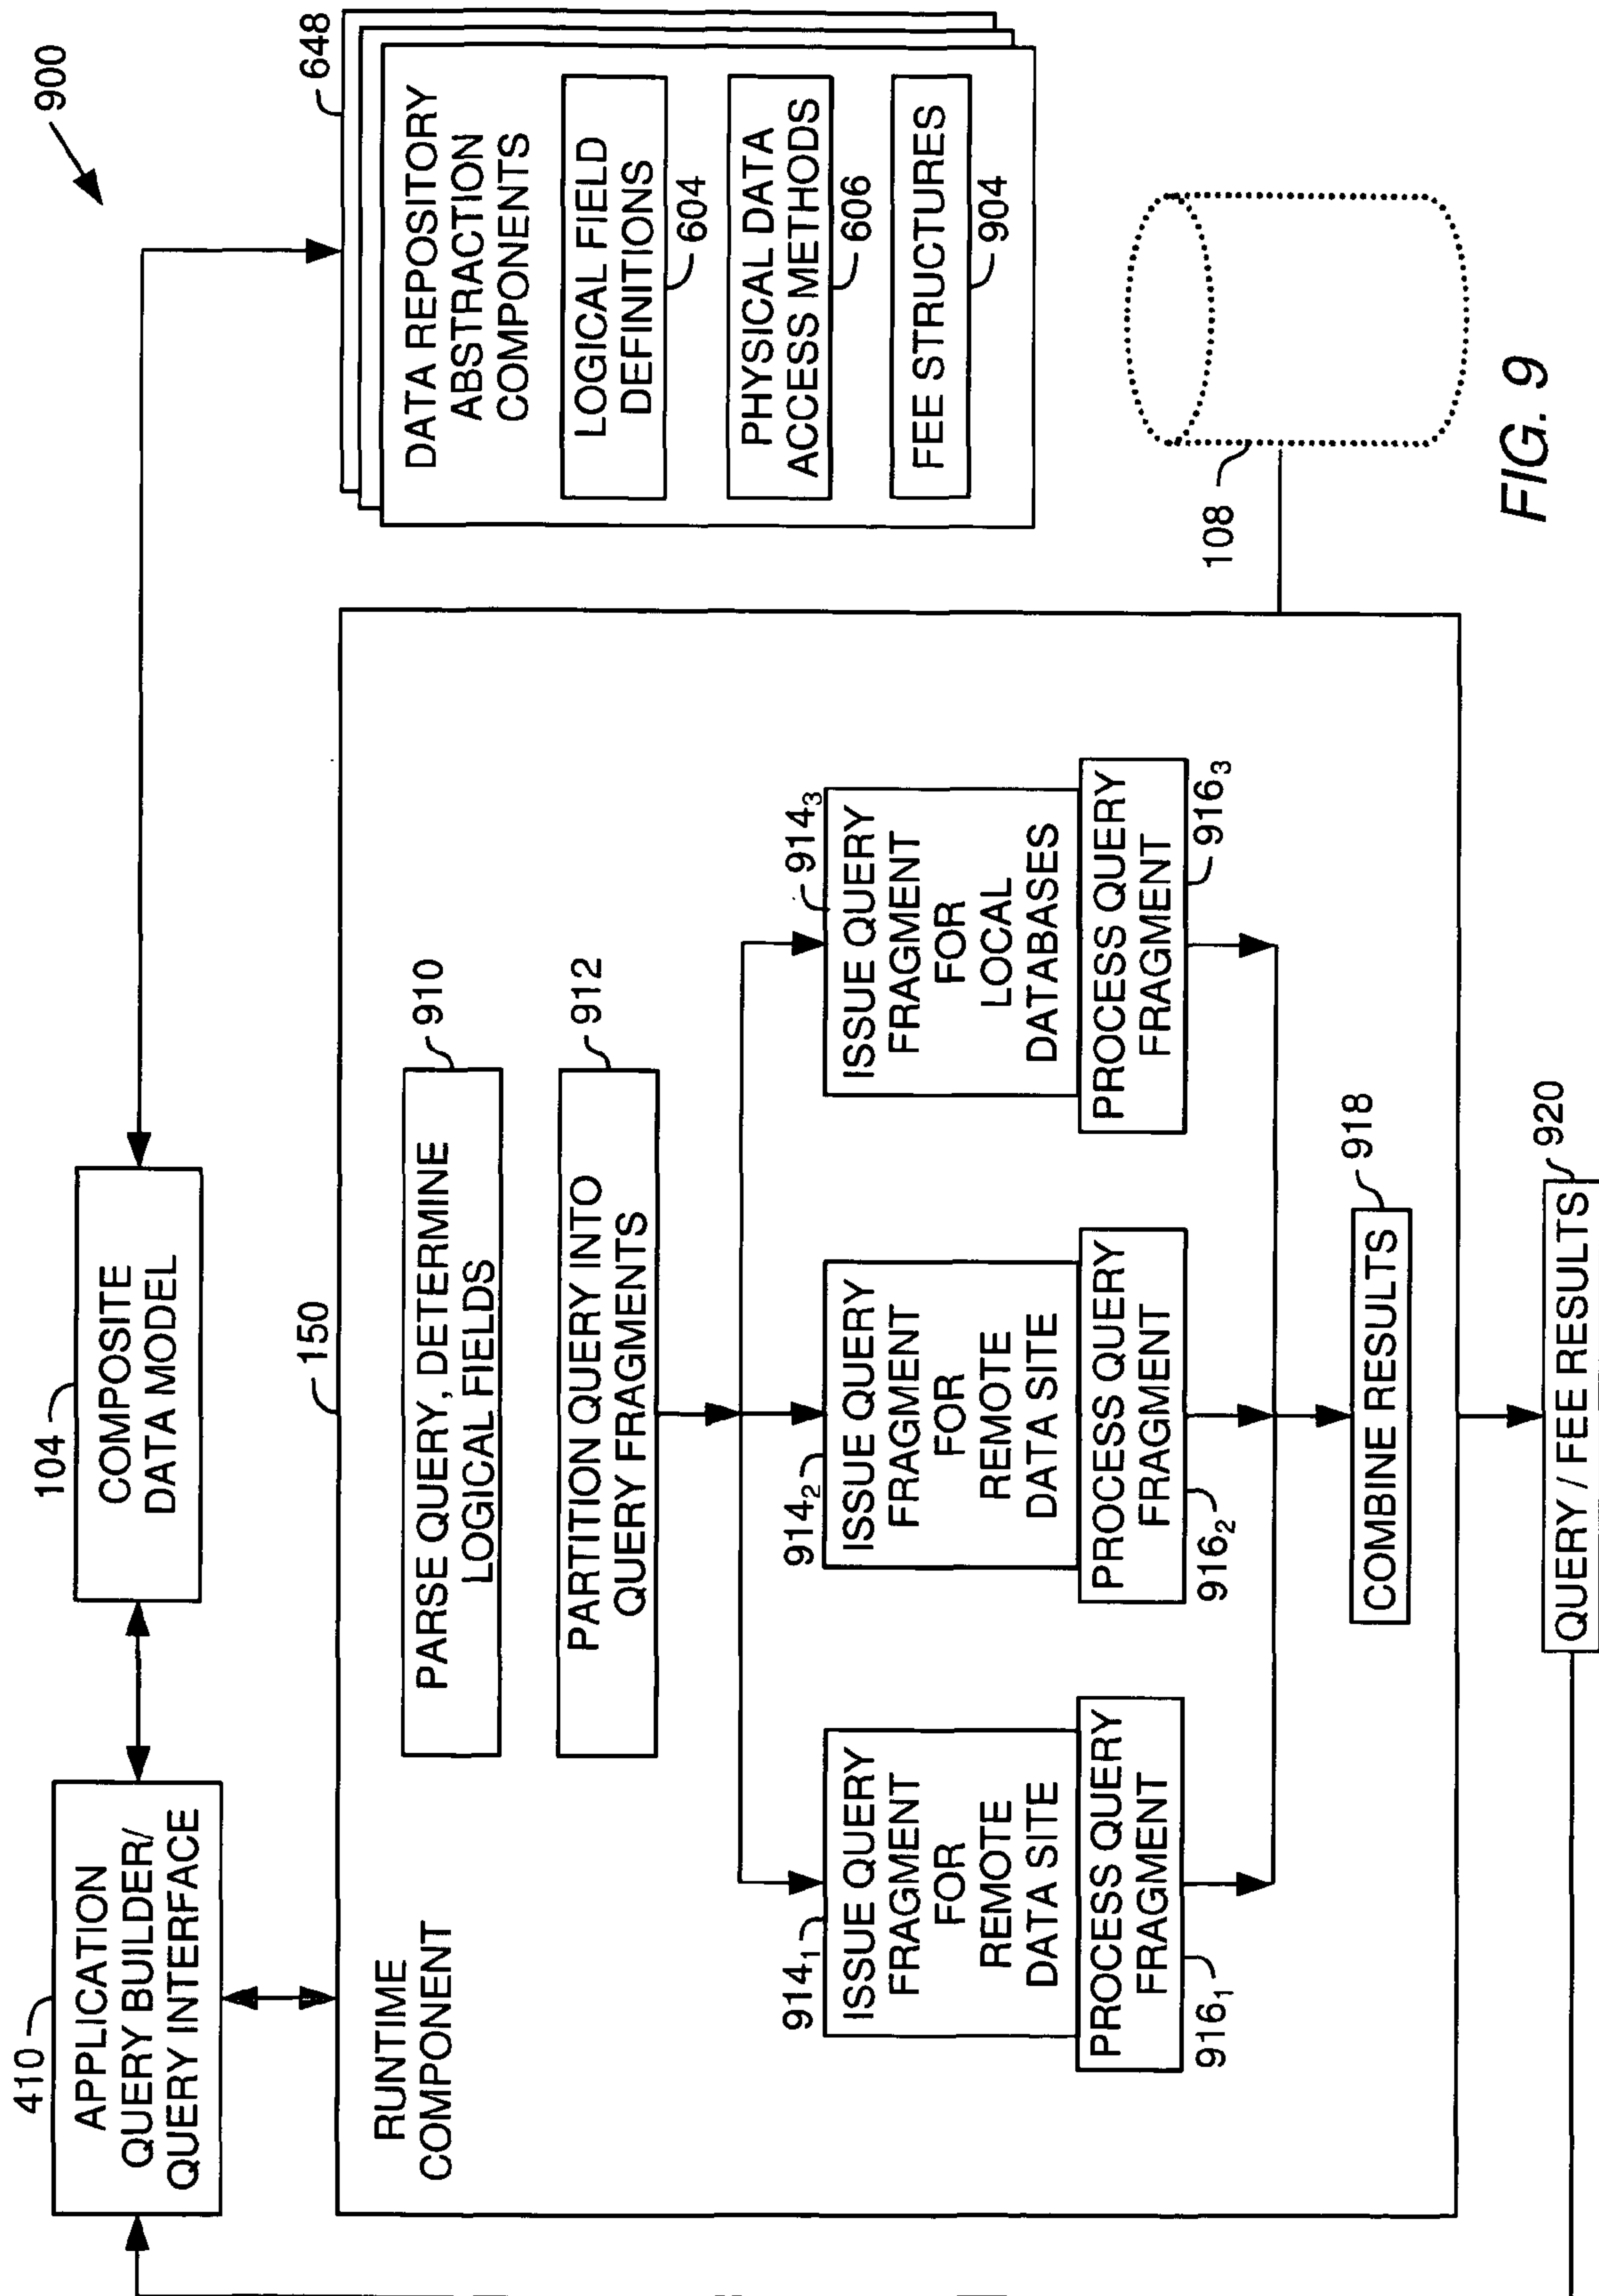 900
410
APPLICATION
QUERY BUILDER/
QUERY INTERFACE
104
COMPOSITE
DATA MODEL
648
DATA REPOSITORY
ABSTRACTION
COMPONENTS
LOGICAL FIELD
DEFINITIONS
604
PHYSICAL DATA
ACCESS METHODS
606
FEE STRUCTURES
904
150
RUNTIME
COMPONENT
PARSE QUERY, DETERMINE
LOGICAL FIELDS
910
PARTITION QUERY INTO
QUERY FRAGMENTS
912
914₁
ISSUE QUERY
FRAGMENT
FOR
REMOTE
DATA SITE
PROCESS QUERY
FRAGMENT
916₁
914₂
ISSUE QUERY
FRAGMENT
FOR
REMOTE
DATA SITE
PROCESS QUERY
FRAGMENT
916₂
914₃
ISSUE QUERY
FRAGMENT
FOR
LOCAL
DATABASES
PROCESS QUERY
FRAGMENT
916₃
COMBINE RESULTS
918
108
QUERY / FEE RESULTS
920
FIG. 9